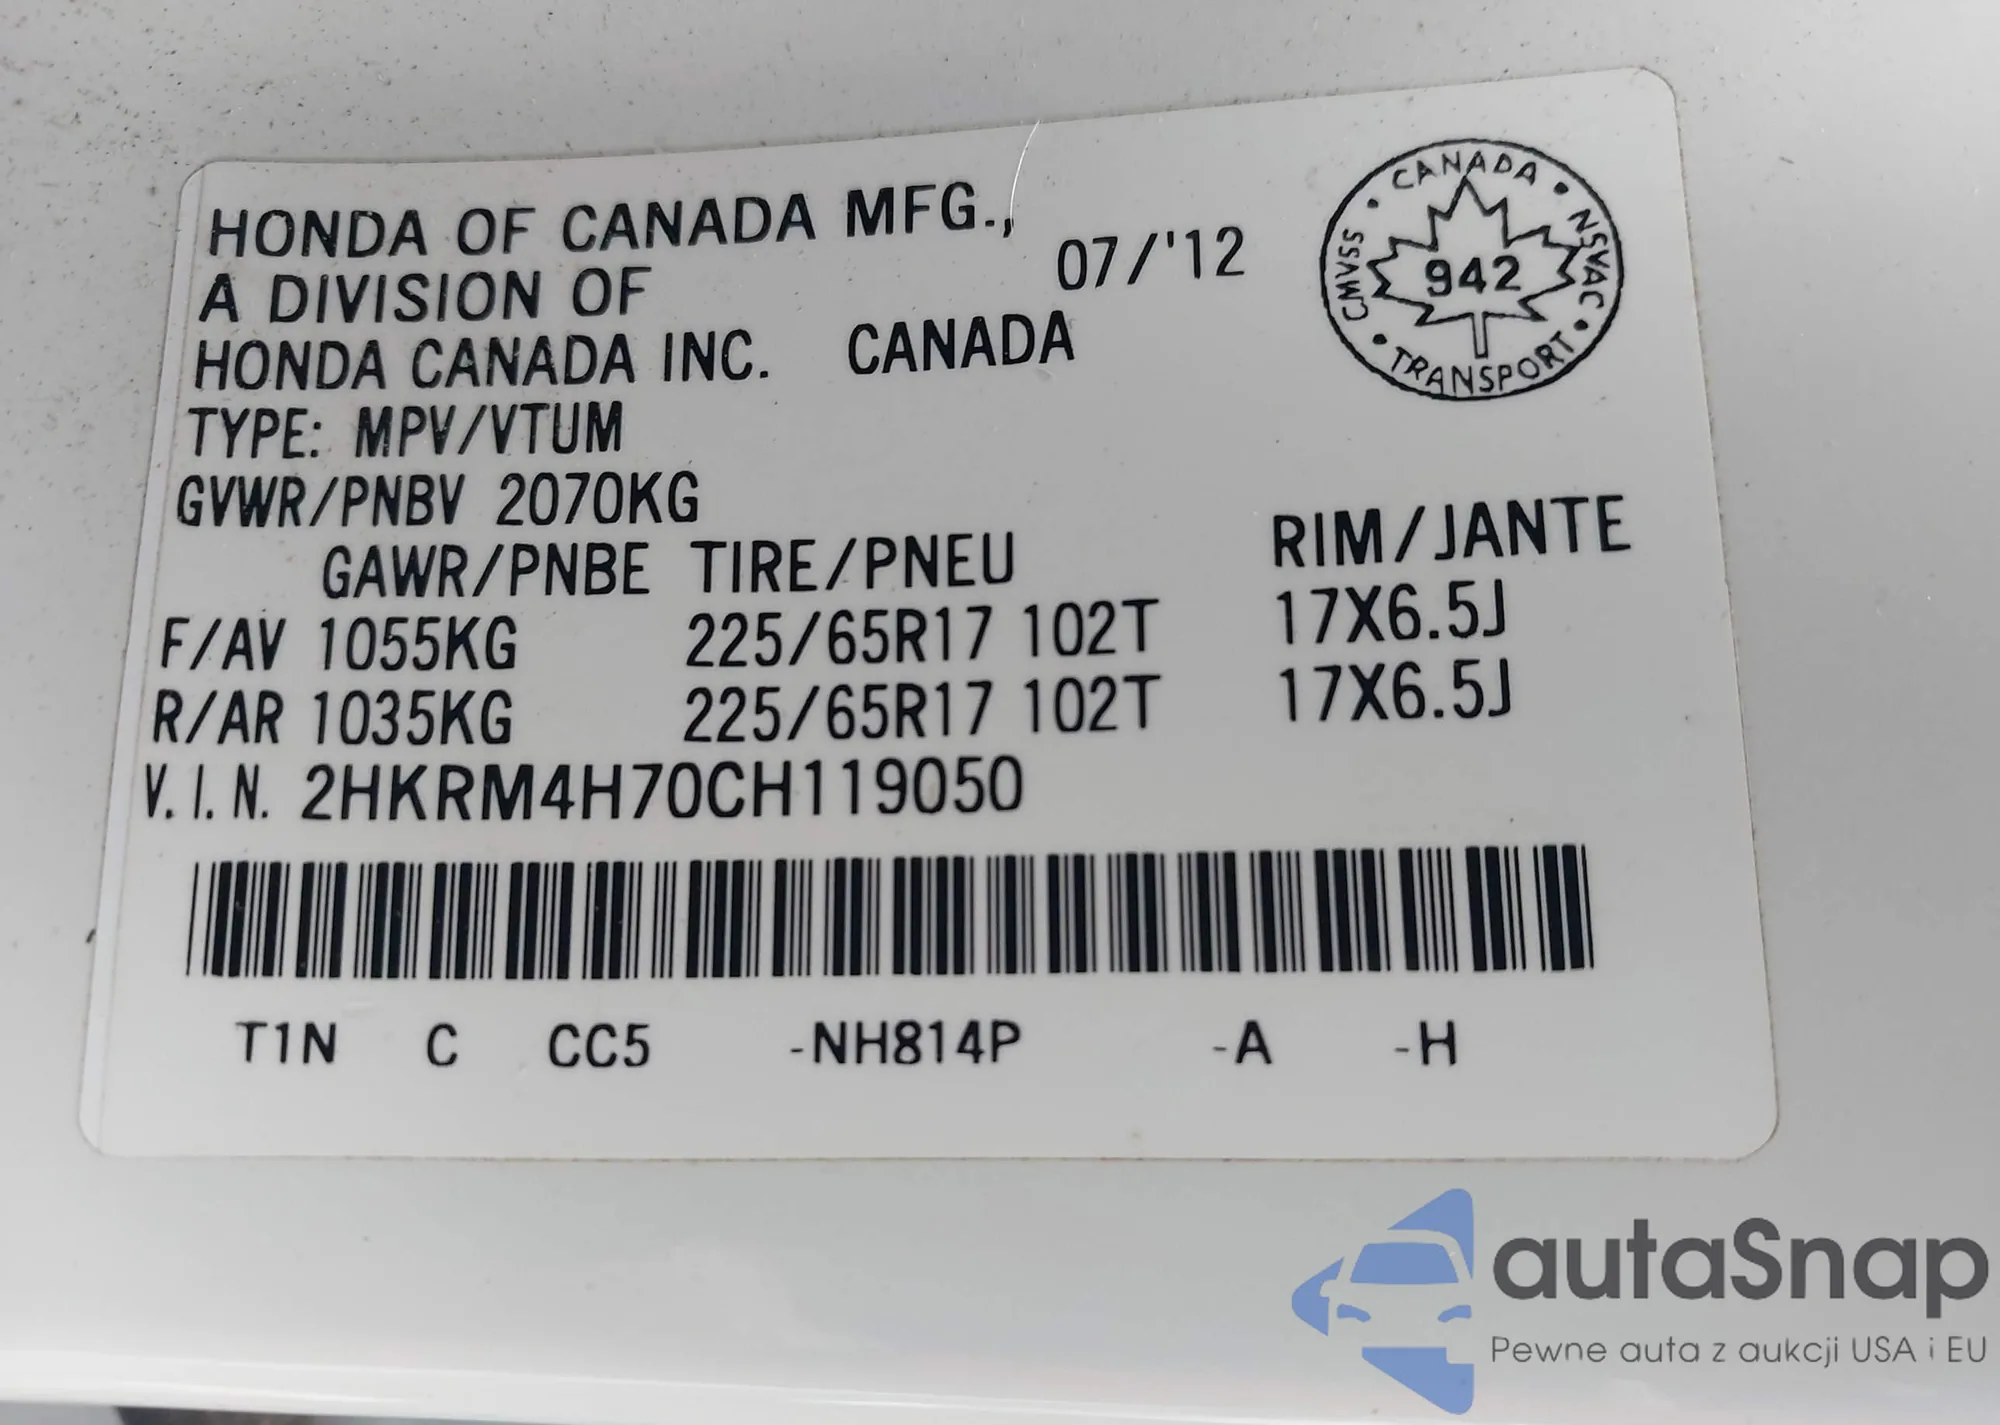 HONDA OF CANADA MFG.,
A DIVISION OF
HONDA CANADA INC. CANADA
07/'12
CANADA
NSVAC
TRANSPORT
CMVSS
942
TYPE: MPV/VTUM
GVWR/PNBV 2070KG
GAWR/PNBE TIRE/PNEU RIM/JANTE
F/AV 1055KG 225/65R17 102T 17X6.5J
R/AR 1035KG 225/65R17 102T 17X6.5J
V.I.N. 2HKRM4H70CH119050
T1N C CC5 -NH814P -A -H
autaSnap
Pewne auta z aukcji USA i EU